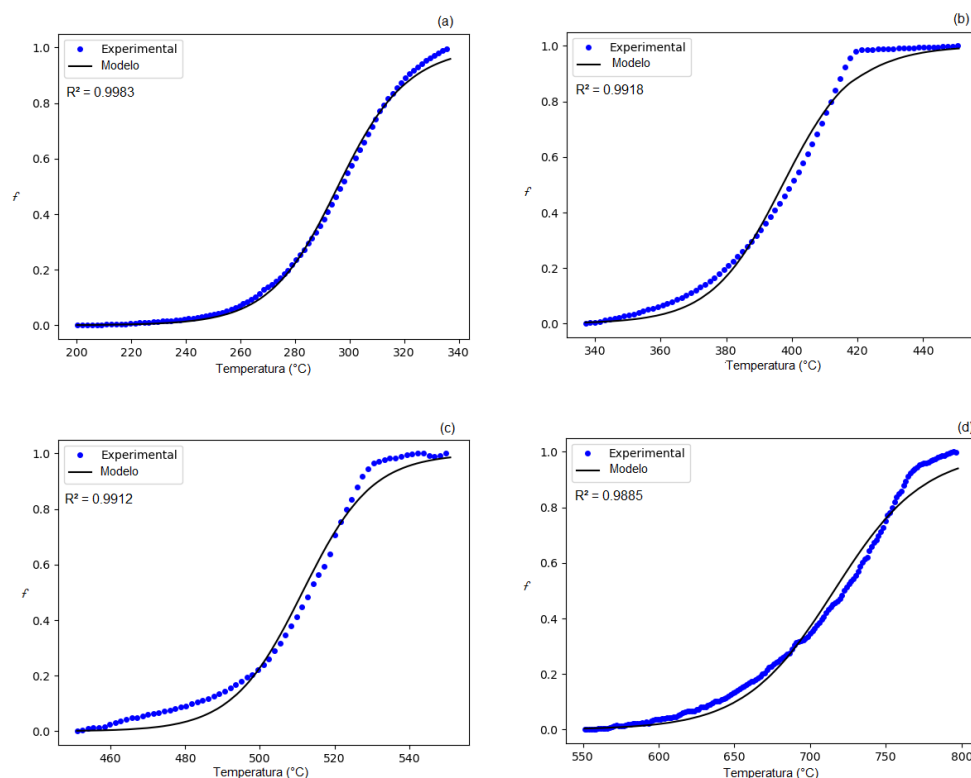 (a)
Experimental
Modelo
R² = 0.9983
1.0
0.8
0.6
0.4
0.2
0.0
f
200 220 240 260 280 300 320 340
Temperatura (°C)
(b)
Experimental
Modelo
R² = 0.9918
1.0
0.8
0.6
0.4
0.2
0.0
f
340 360 380 400 420 440
Temperatura (°C)
(c)
Experimental
Modelo
R² = 0.9912
1.0
0.8
0.6
0.4
0.2
0.0
f
460 480 500 520 540
Temperatura (°C)
(d)
Experimental
Modelo
R² = 0.9885
1.0
0.8
0.6
0.4
0.2
0.0
f
550 600 650 700 750 800
Temperatura (°C)